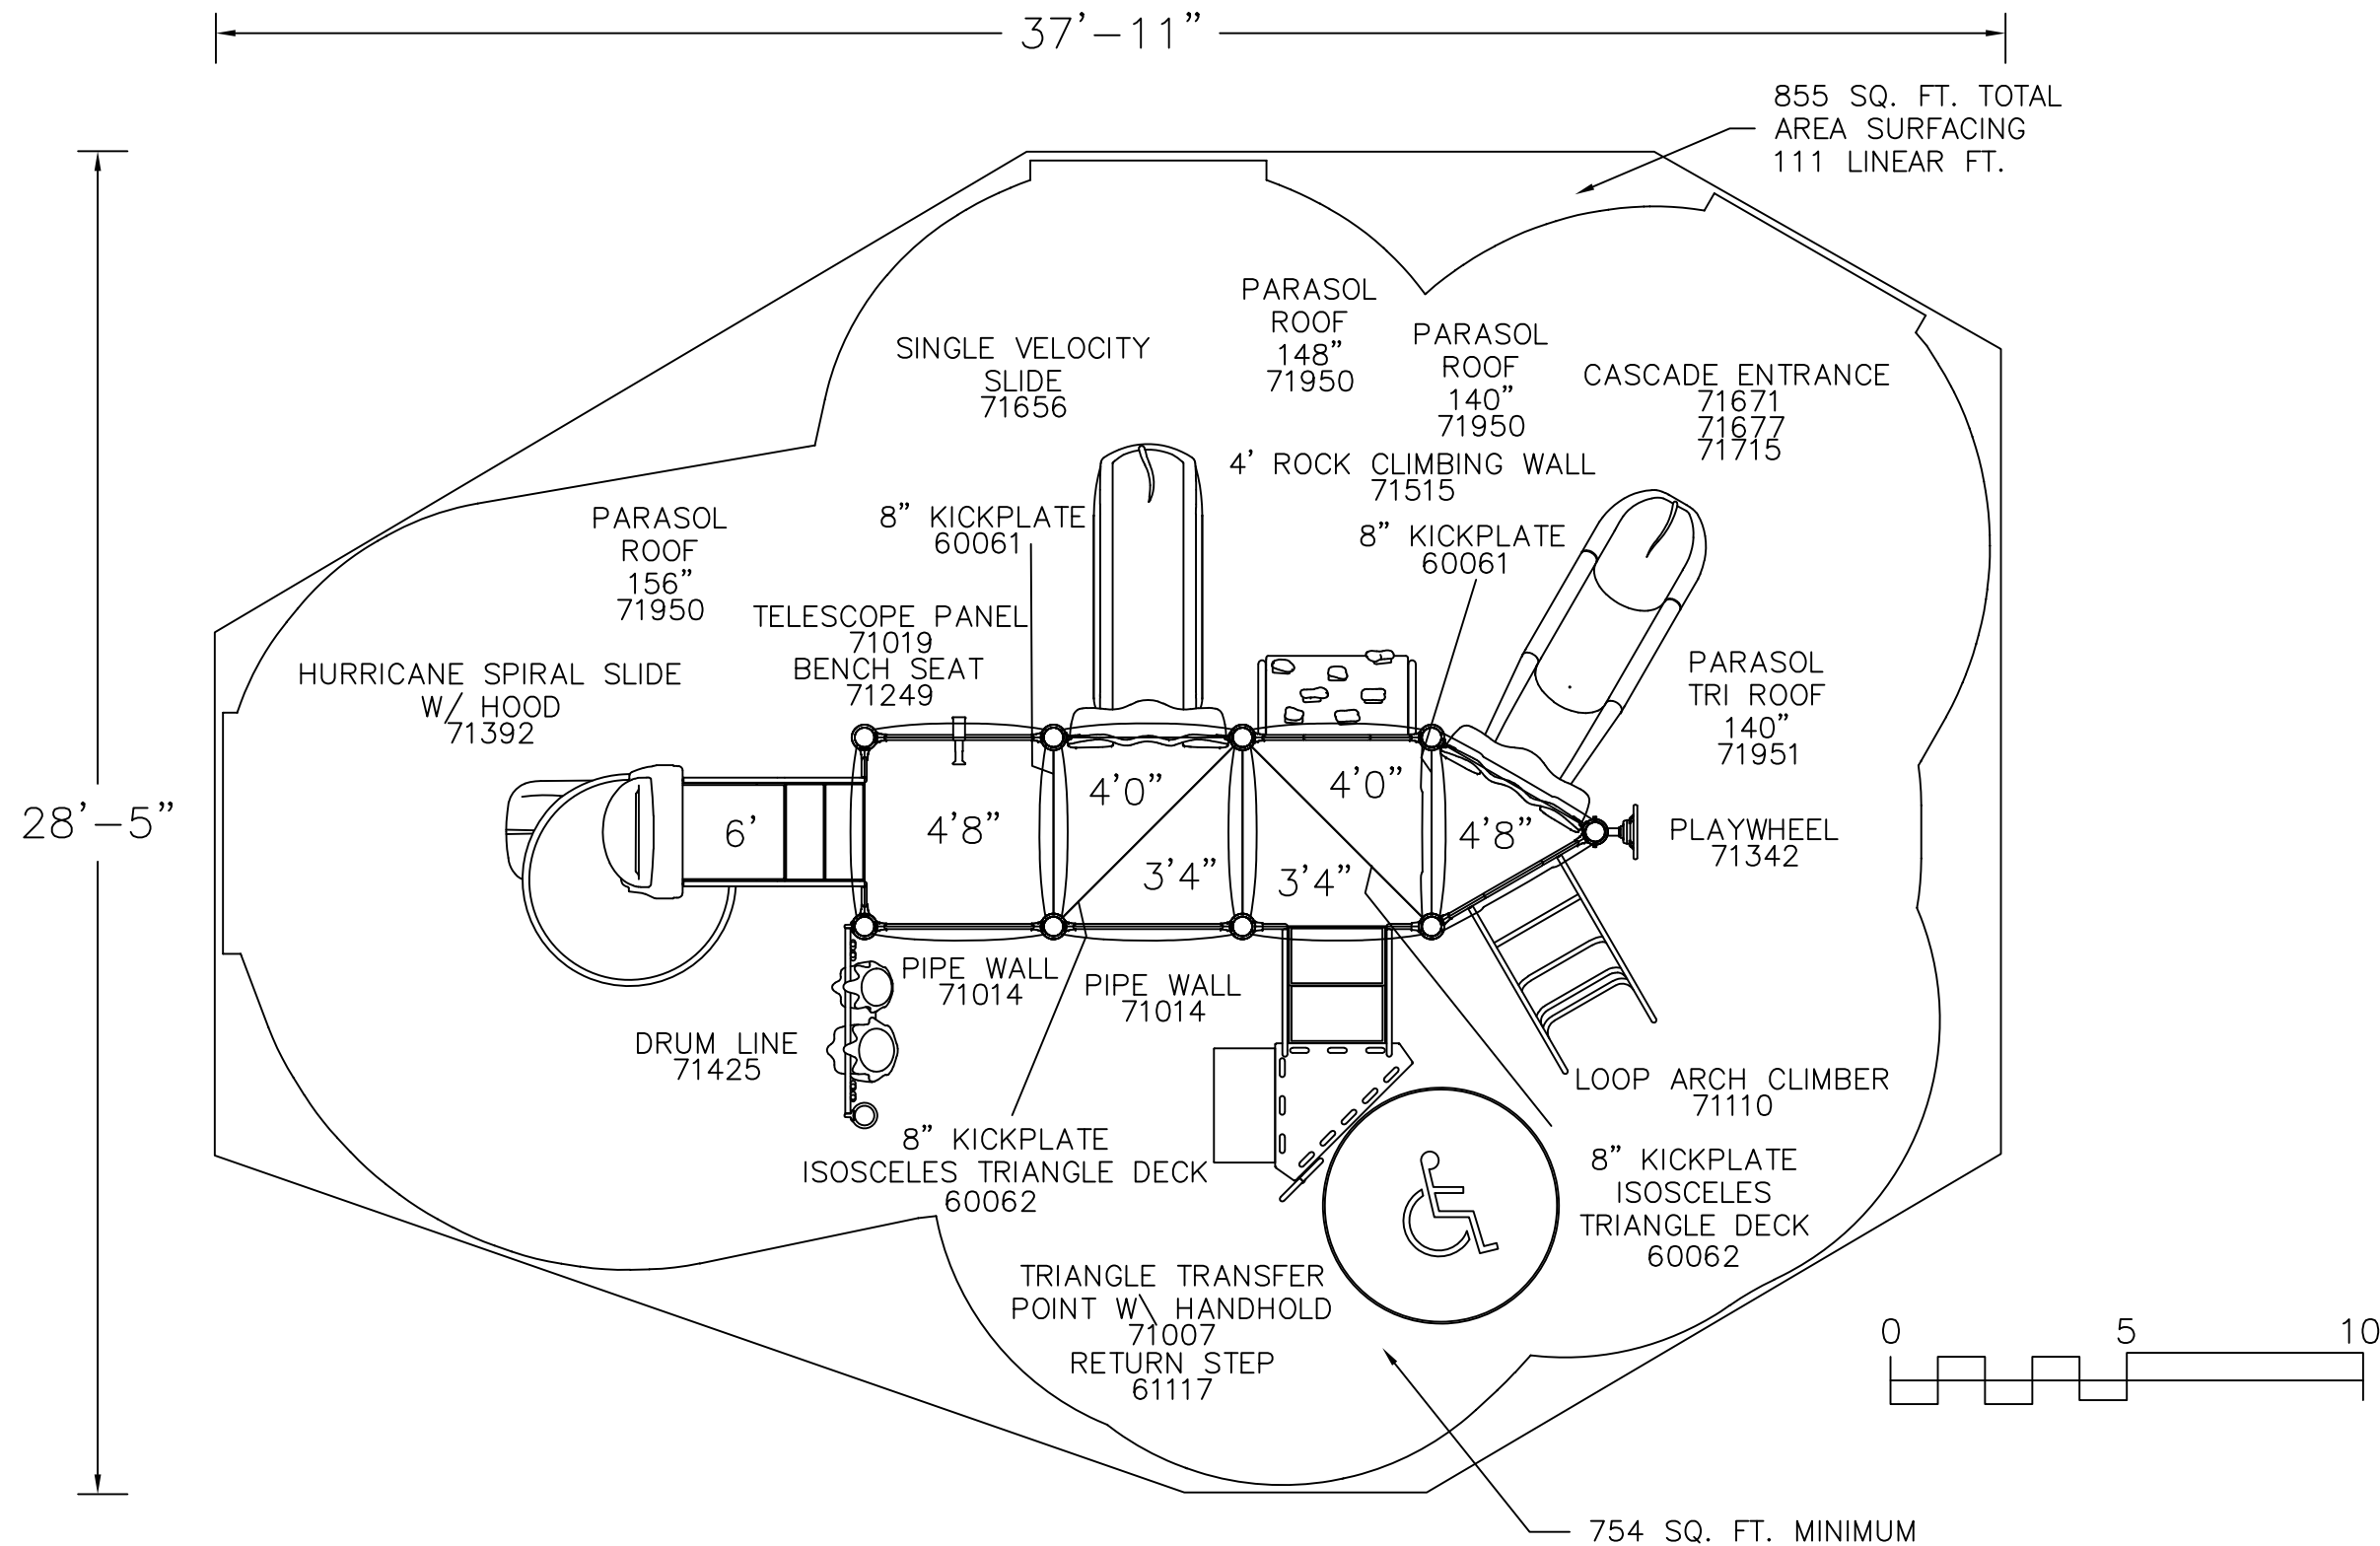 37'-11"
855 SQ. FT. TOTAL
AREA SURFACING
111 LINEAR FT.
PARASOL
ROOF
148"
71950
PARASOL
ROOF
140"
71950
SINGLE VELOCITY
SLIDE
71656
CASCADE ENTRANCE
71671
71677
71715
4' ROCK CLIMBING WALL
71515
8" KICKPLATE
60061
8" KICKPLATE
60061
PARASOL
ROOF
156"
71950
TELESCOPE PANEL
71019
BENCH SEAT
71249
HURRICANE SPIRAL SLIDE
W/ HOOD
71392
PARASOL
TRI ROOF
140"
71951
28'-5"
6'
4'8"
4'0"
3'4"
4'0"
3'4"
4'8"
PLAYWHEEL
71342
PIPE WALL
71014
PIPE WALL
71014
DRUM LINE
71425
LOOP ARCH CLIMBER
71110
8" KICKPLATE
ISOSCELES TRIANGLE DECK
60062
8" KICKPLATE
ISOSCELES
TRIANGLE DECK
60062
TRIANGLE TRANSFER
POINT W\ HANDHOLD
71007
RETURN STEP
61117
0 5 10
754 SQ. FT. MINIMUM